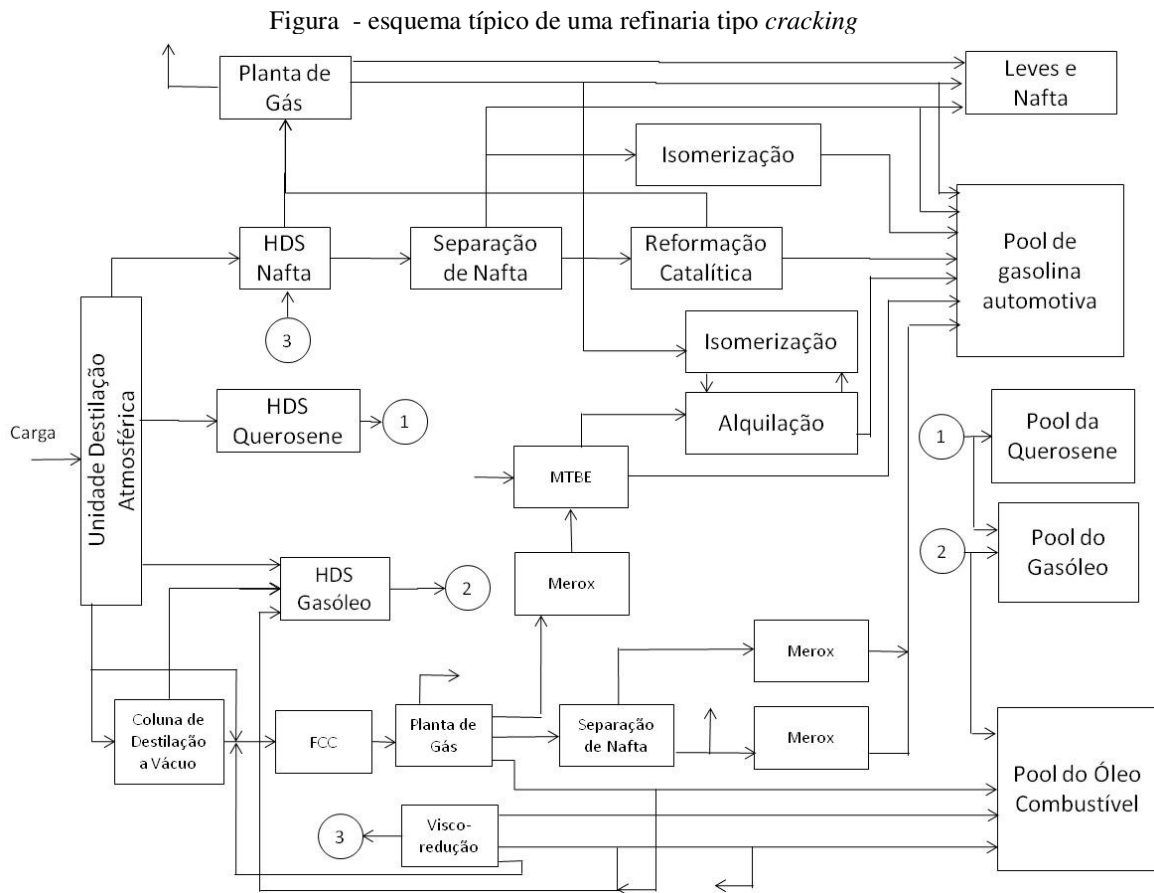 Figura - esquema típico de uma refinaria tipo cracking
Planta de
Gás
Leves e
Nafta
Isomerização
HDS
Nafta
Separação
de Nafta
Reformação
Catalítica
Pool de
gasolina
automotiva
3
Isomerização
Carga
Unidade Destilação
Atmosférica
HDS
Querosene
1
Alquilação
1
Pool da
Querosene
MTBE
2
Pool do
Gasóleo
HDS
Gasóleo
2
Merox
Merox
Coluna de
Destilação
a Vácuo
FCC
Planta de
Gás
Separação
de Nafta
Merox
Pool do Óleo
Combustível
3
Visco-
redução